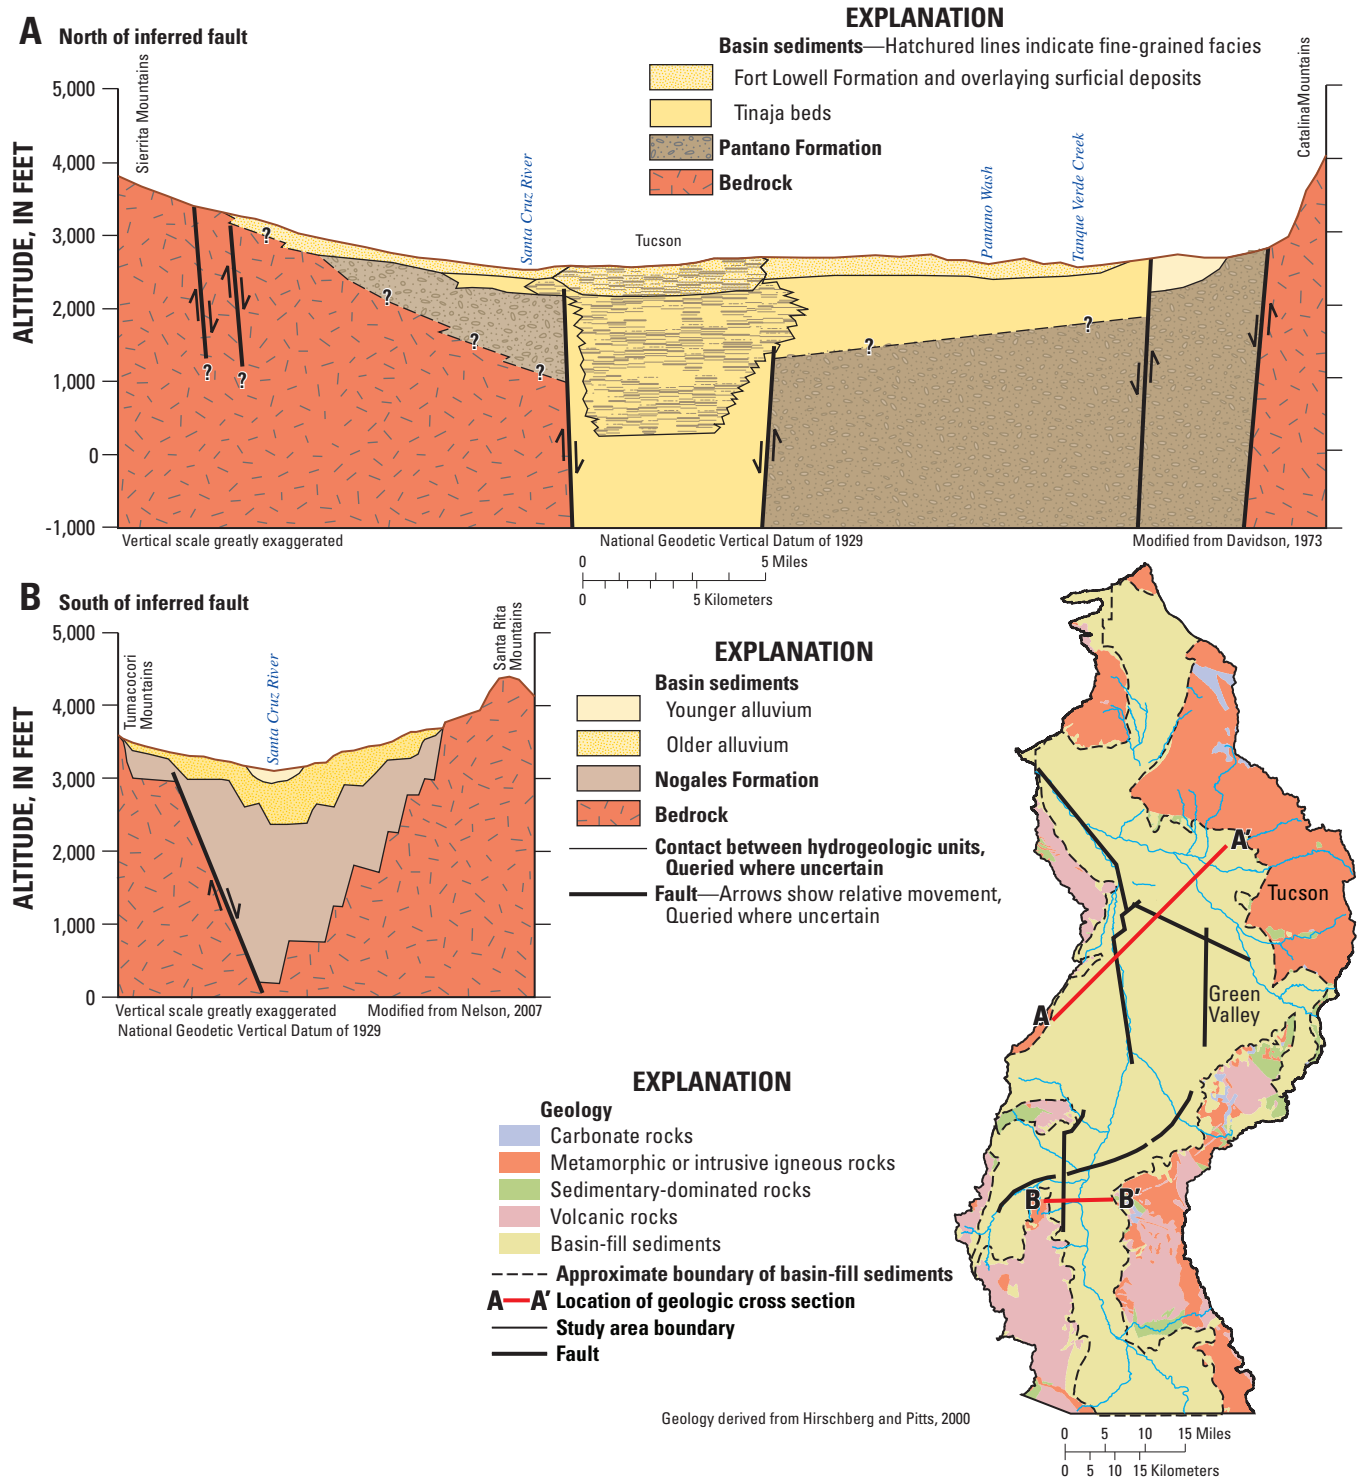 A North of inferred fault
EXPLANATION
Basin sediments—Hatchured lines indicate fine-grained facies
Fort Lowell Formation and overlaying surficial deposits
Tinaja beds
Pantano Formation
Bedrock
ALTITUDE, IN FEET
5,000
4,000
3,000
2,000
1,000
0
-1,000
Sierrita Mountains
Santa Cruz River
Tucson
Pantano Wash
Tanque Verde Creek
CatalinaMountains
?
?
?
?
?
?
?
?
Vertical scale greatly exaggerated
National Geodetic Vertical Datum of 1929
Modified from Davidson, 1973
0 5 Miles
0 5 Kilometers
B South of inferred fault
ALTITUDE, IN FEET
5,000
4,000
3,000
2,000
1,000
0
Tumacocori
Mountains
Santa Cruz River
Santa Rita
Mountains
Vertical scale greatly exaggerated
Modified from Nelson, 2007
National Geodetic Vertical Datum of 1929
EXPLANATION
Basin sediments
Younger alluvium
Older alluvium
Nogales Formation
Bedrock
Contact between hydrogeologic units,
Queried where uncertain
Fault—Arrows show relative movement,
Queried where uncertain
EXPLANATION
Geology
Carbonate rocks
Metamorphic or intrusive igneous rocks
Sedimentary-dominated rocks
Volcanic rocks
Basin-fill sediments
Approximate boundary of basin-fill sediments
A A' Location of geologic cross section
Study area boundary
Fault
A'
Tucson
Green
Valley
A
B
B'
Geology derived from Hirschberg and Pitts, 2000
0 5 10 15 Miles
0 5 10 15 Kilometers